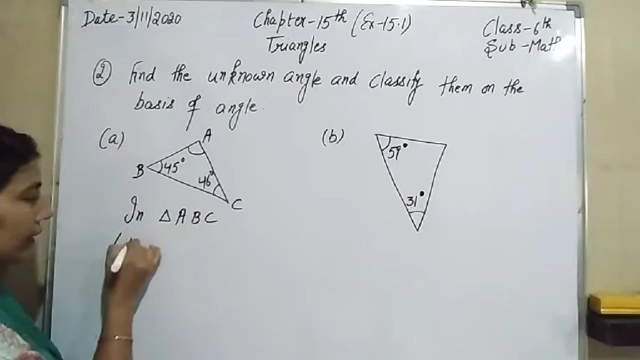 Date-3/11/2020 Chapter-15th (Ex-15.1) Class-6th
Triangles Sub-Math
② Find the unknown angle and classify them on the
basis of angle.
(a) A B 45° 46° C
(b) 59° 31°
In △ABC